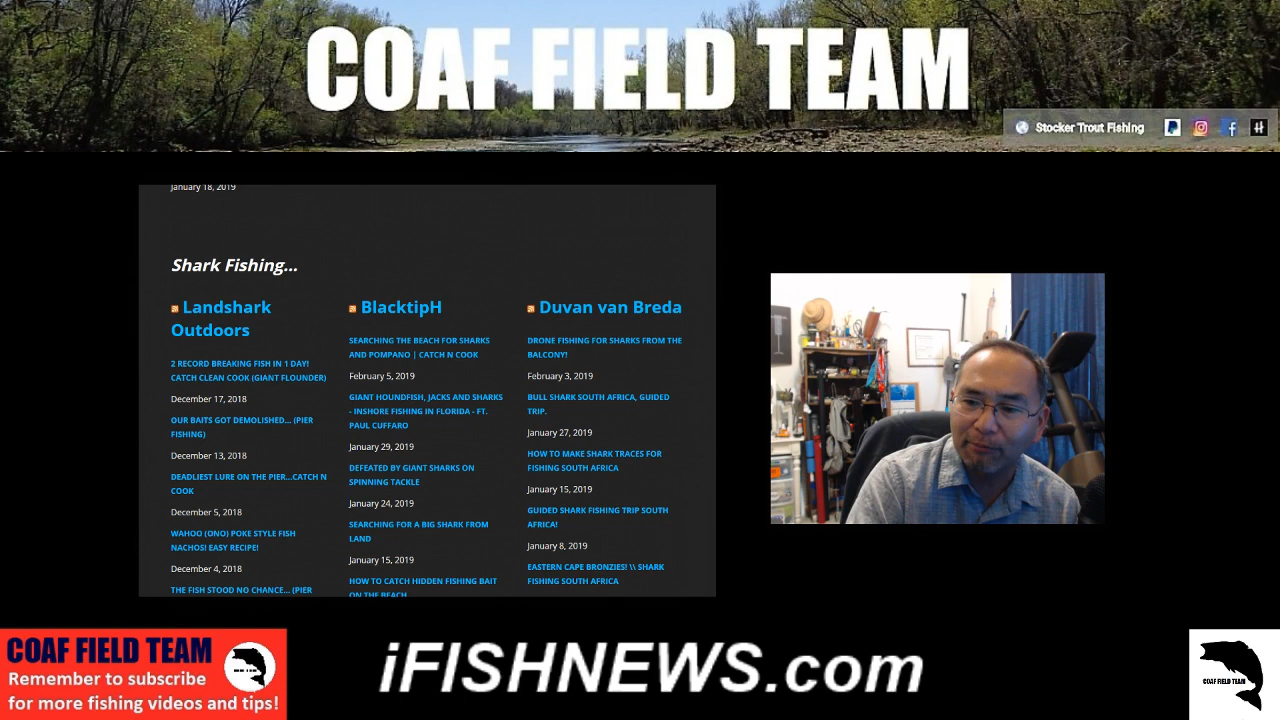 COAF FIELD TEAM
Stocker Trout Fishing
January 18, 2019
Shark Fishing...
Landshark
Outdoors
2 RECORD BREAKING FISH IN 1 DAY!
CATCH CLEAN COOK (GIANT FLOUNDER)
December 17, 2018
OUR BAITS GOT DEMOLISHED... (PIER
FISHING)
December 13, 2018
DEADLIEST LURE ON THE PIER...CATCH N
COOK
December 5, 2018
WAHOO (ONO) POKE STYLE FISH
NACHOS! EASY RECIPE!
December 4, 2018
THE FISH STOOD NO CHANCE... (PIER
BlacktipH
SEARCHING THE BEACH FOR SHARKS
AND POMPANO | CATCH N COOK
February 5, 2019
GIANT HOUNDFISH, JACKS AND SHARKS
- INSHORE FISHING IN FLORIDA - FT.
PAUL CUFFARO
January 29, 2019
DEFEATED BY GIANT SHARKS ON
SPINNING TACKLE
January 24, 2019
SEARCHING FOR A BIG SHARK FROM
LAND
January 15, 2019
HOW TO CATCH HIDDEN FISHING BAIT
ON THE BEACH
Duvan van Breda
DRONE FISHING FOR SHARKS FROM THE
BALCONY!
February 3, 2019
BULL SHARK SOUTH AFRICA, GUIDED
TRIP.
January 27, 2019
HOW TO MAKE SHARK TRACES FOR
FISHING SOUTH AFRICA
January 15, 2019
GUIDED SHARK FISHING TRIP SOUTH
AFRICA!
January 8, 2019
EASTERN CAPE BRONZIES! \\ SHARK
FISHING SOUTH AFRICA
COAF FIELD TEAM
Remember to subscribe
for more fishing videos and tips!
iFISHNEWS.com
COAF FIELD TEAM